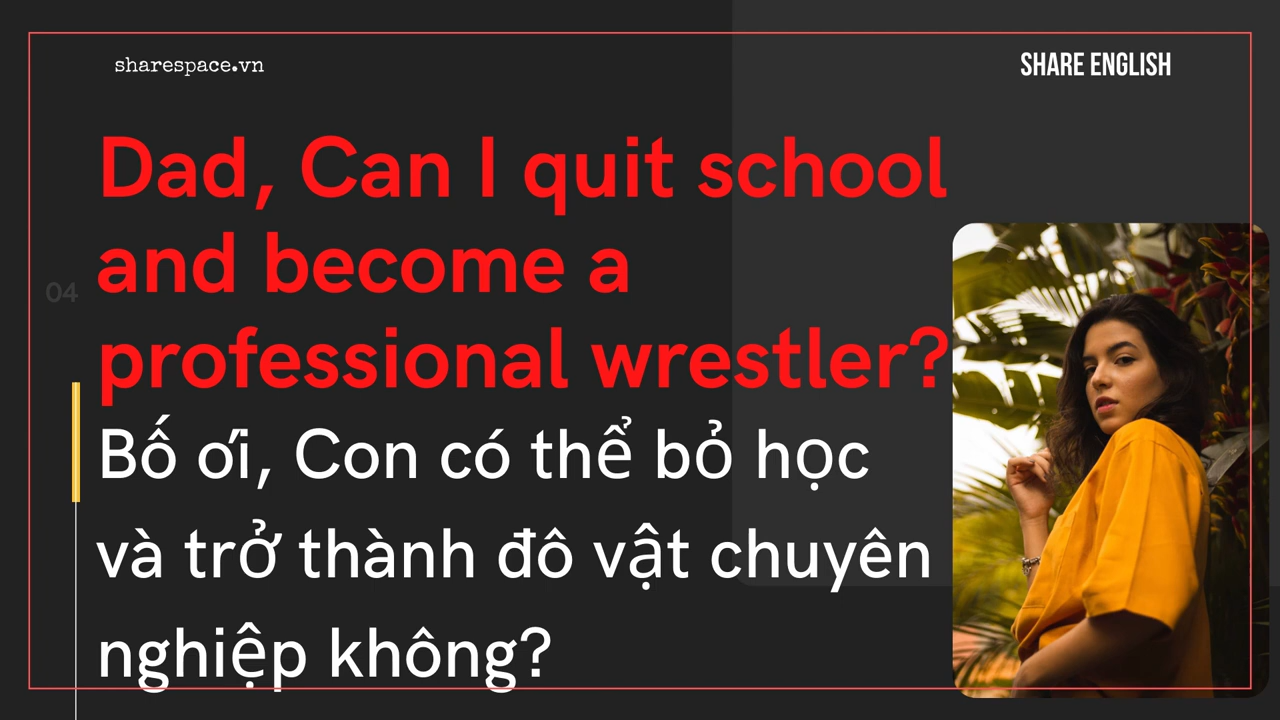 sharespace.vn
SHARE ENGLISH
Dad, Can I quit school
and become a
professional wrestler?
04
Bố ơi, Con có thể bỏ học
và trở thành đô vật chuyên
nghiệp không?